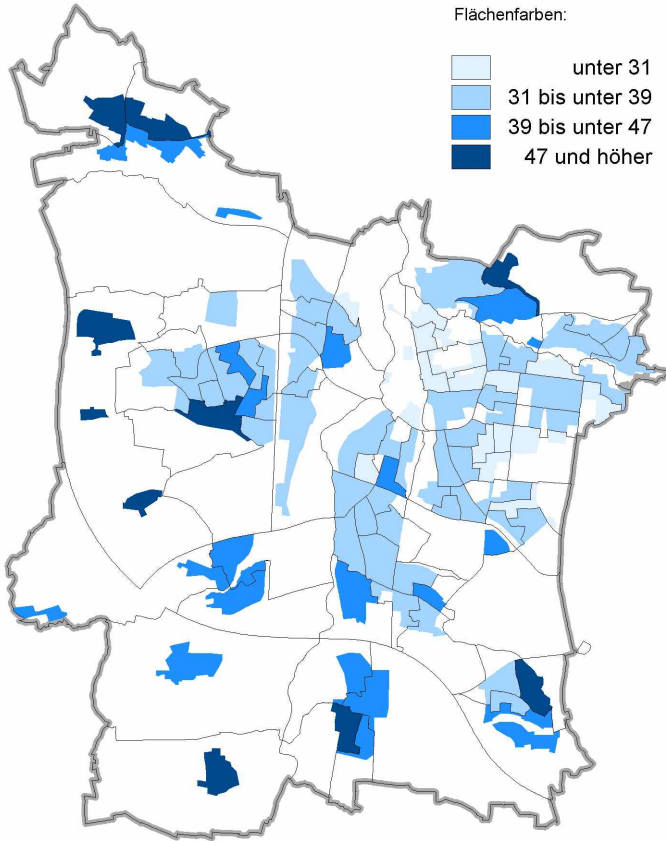 Flächenfarben:
unter 31
31 bis unter 39
39 bis unter 47
47 und höher